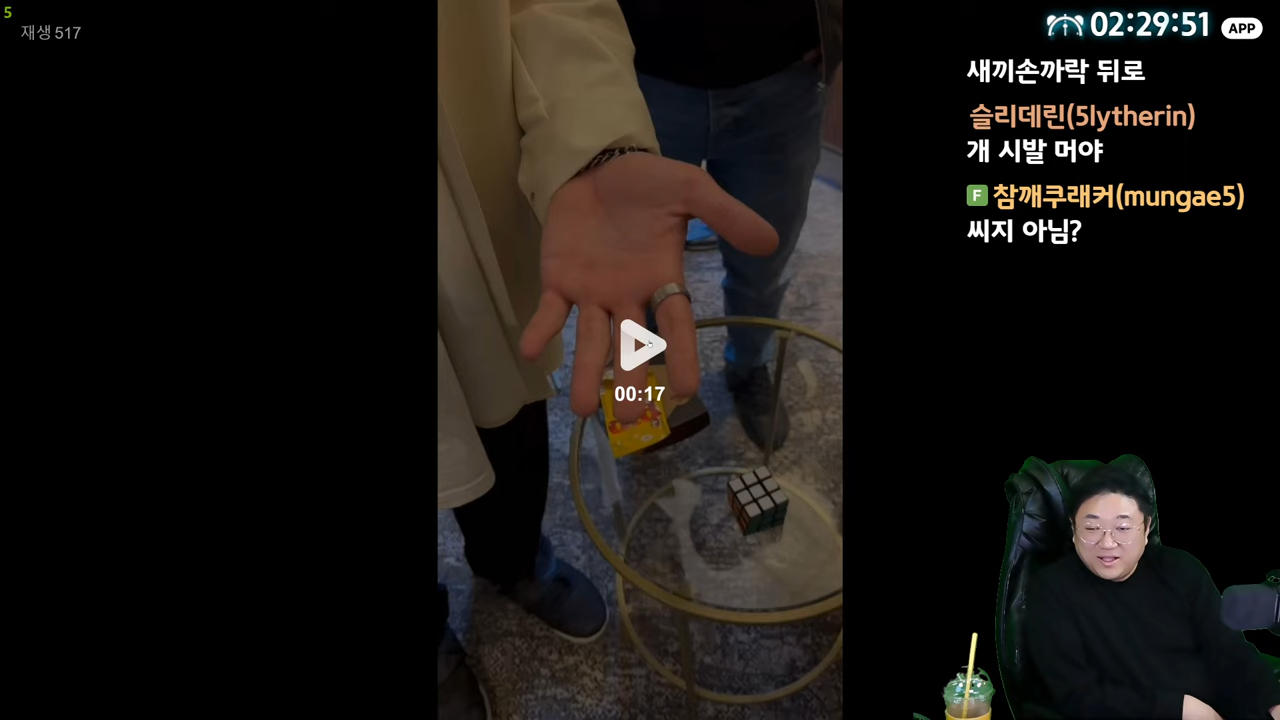 5
재생 517
02:29:51 APP
새끼손까락 뒤로
슬리데린(5lytherin)
개 시발 머야
F 참깨쿠래커(mungae5)
씨지 아님?
00:17